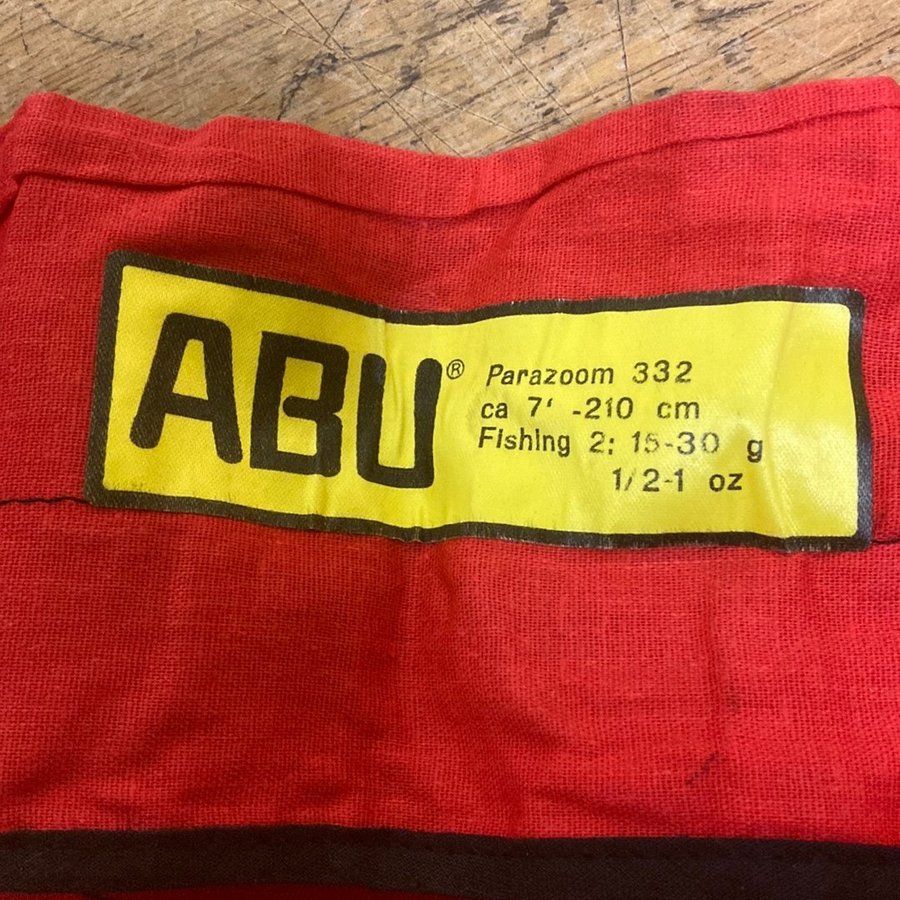 ABU®
Parazoom 332
ca 7' -210 cm
Fishing 2: 15-30 g
1/2-1 oz